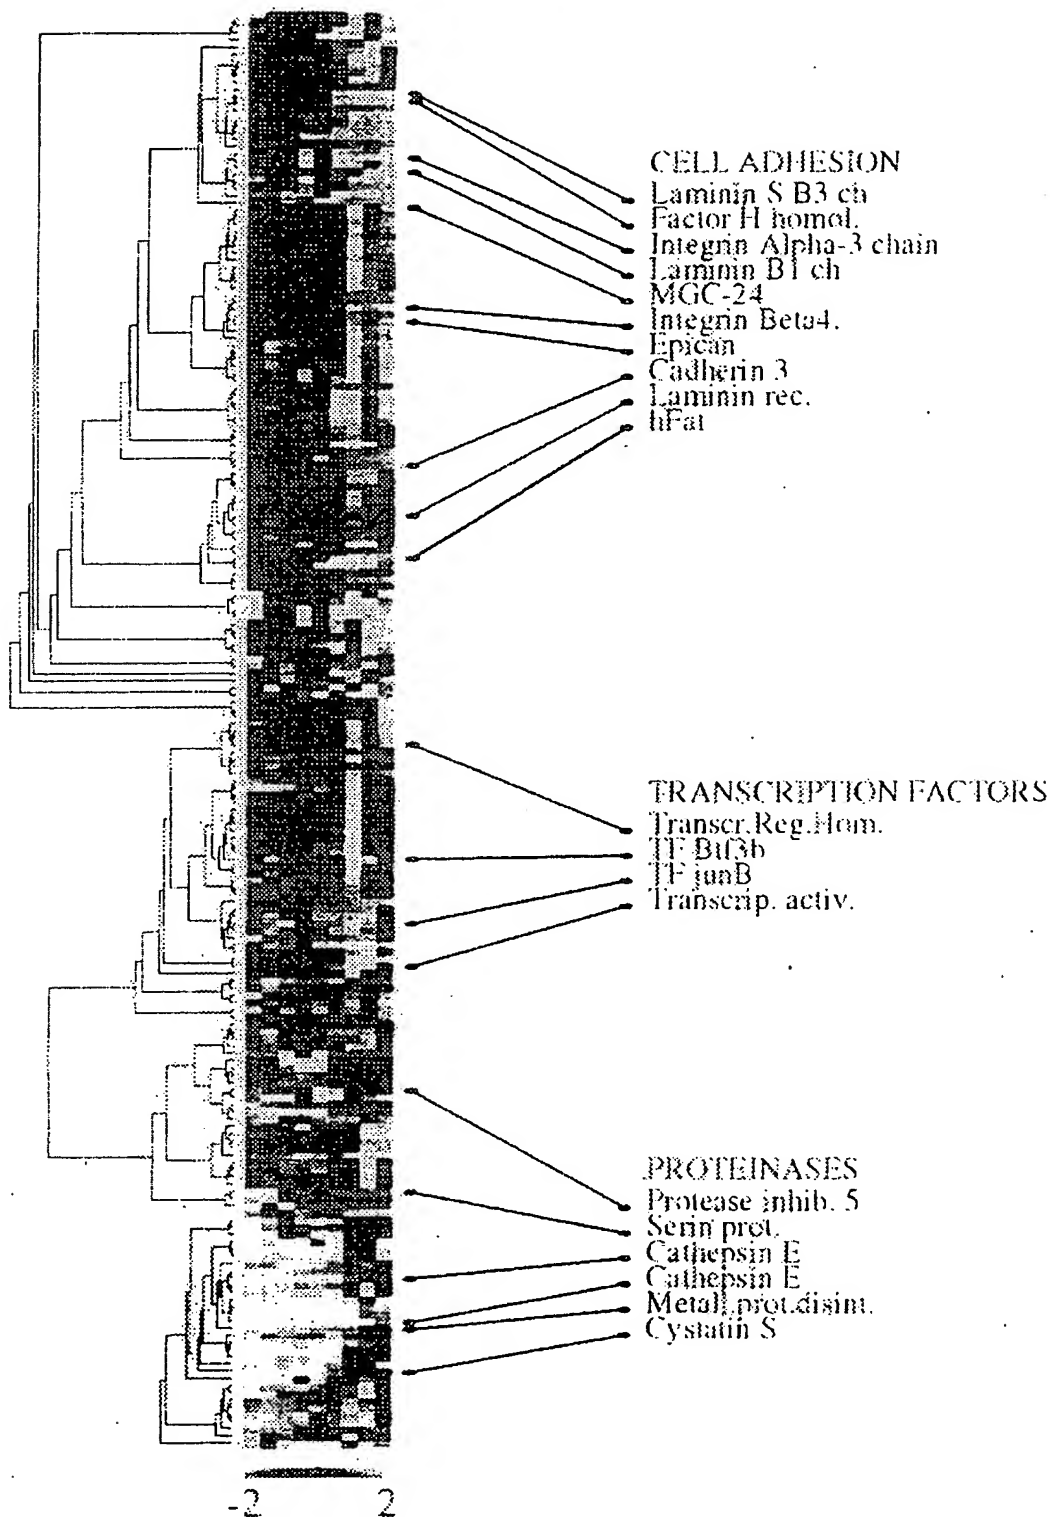 CELL ADHESION
Laminin S B3 ch
Factor H homol.
Integrin Alpha-3 chain
Laminin B1 ch
MGC-24
Integrin Beta4.
Epican
Cadherin 3
Laminin rec.
hFat
TRANSCRIPTION FACTORS
Transcr.Reg.Hom.
TF Btf3b
TF junB
Transcrip. activ.
PROTEINASES
Protease inhib. 5
Serin prot.
Cathepsin E
Cathepsin E
Metall.prot.disint.
Cystatin S
-2 2